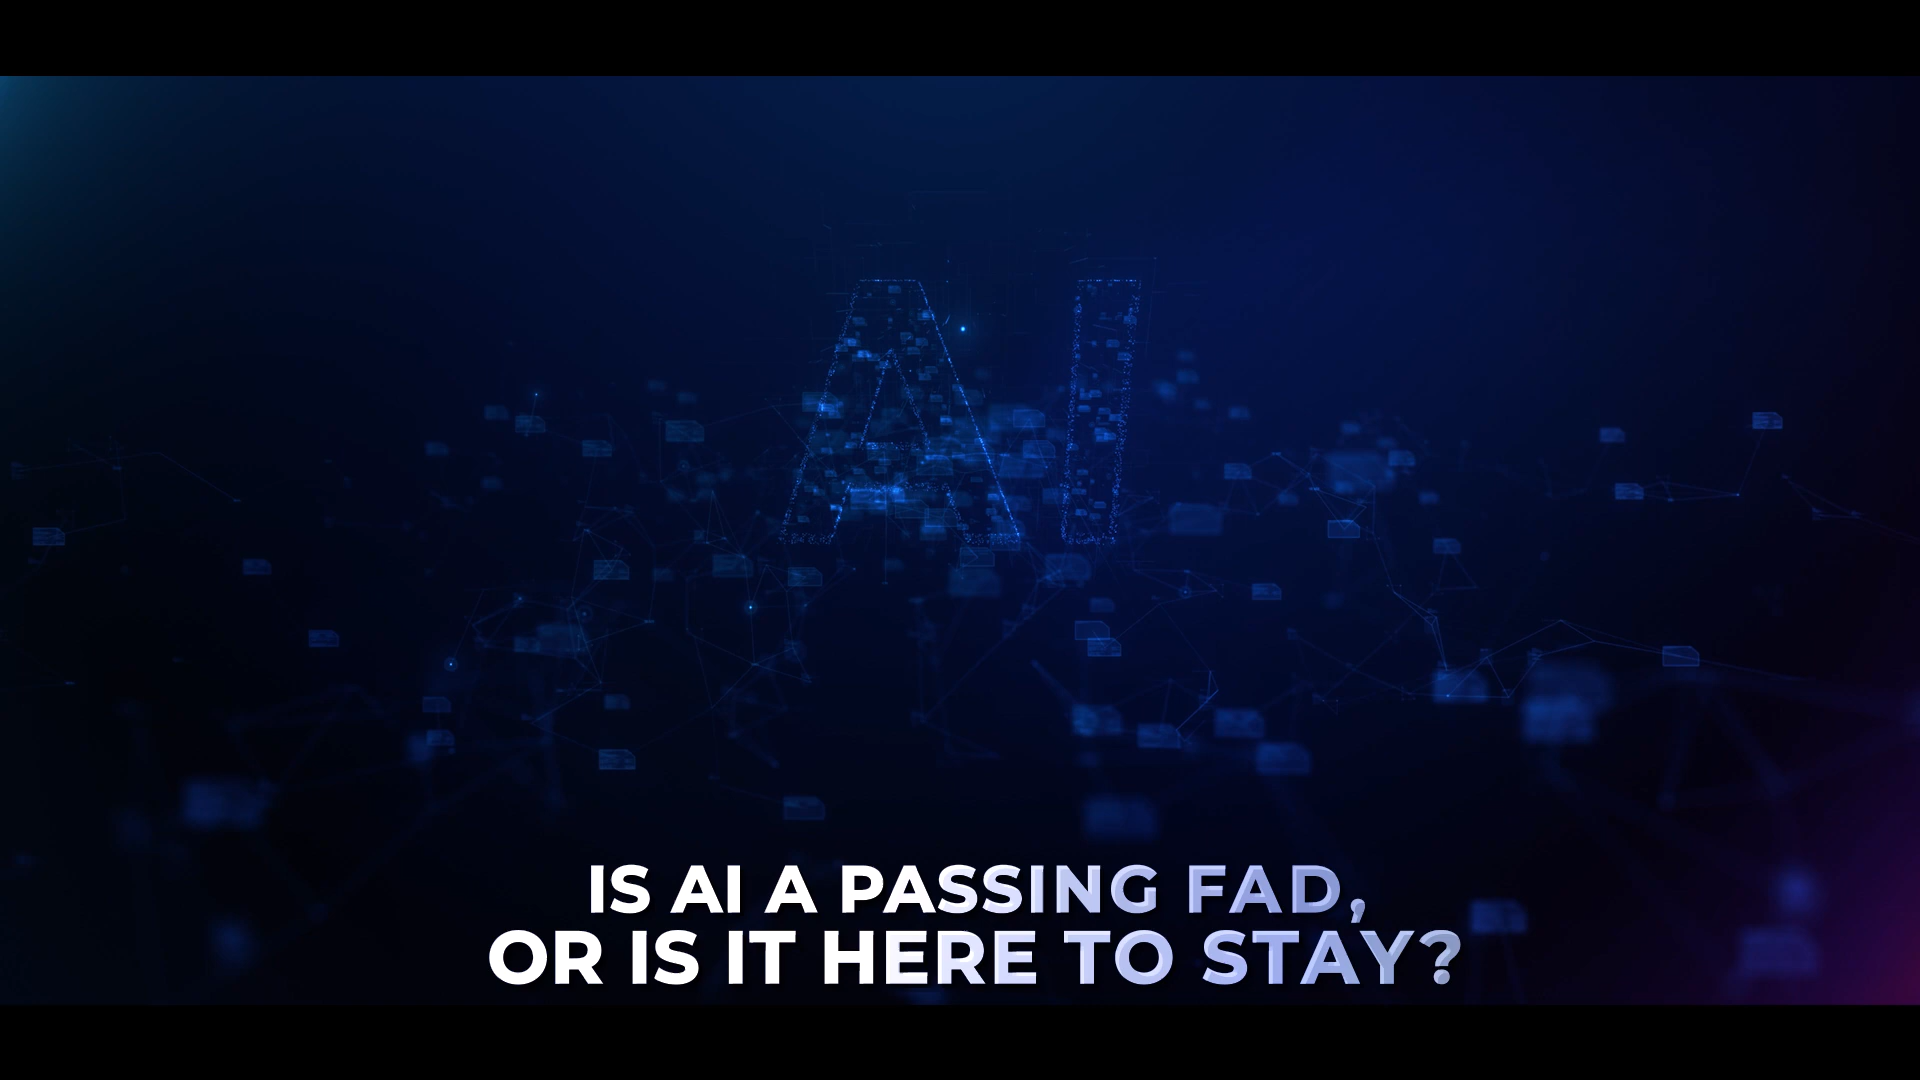 AI
IS AI A PASSING FAD,
OR IS IT HERE TO STAY?